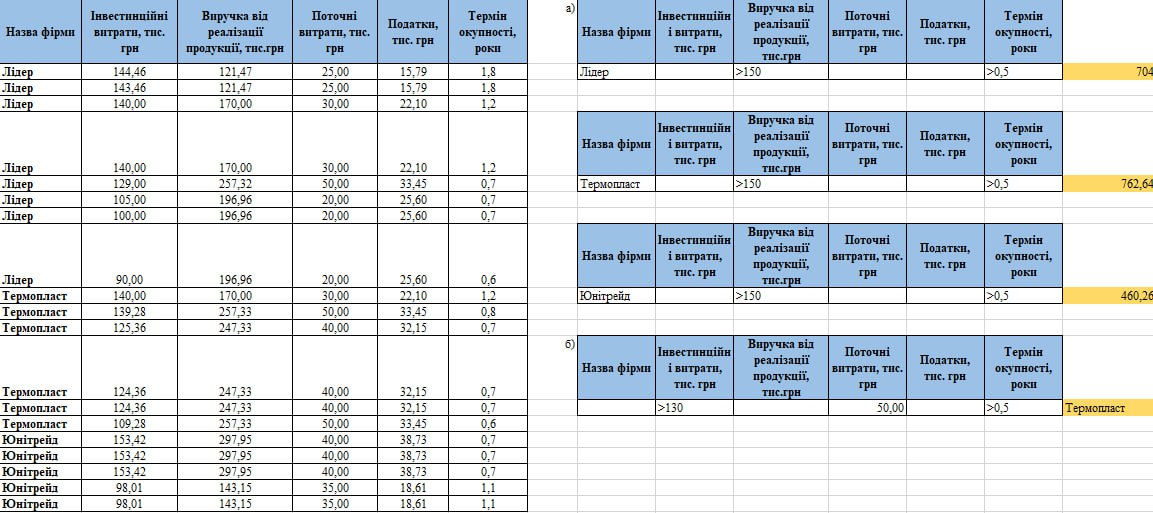 Назва фірми Інвестиційні витрати, тис. грн Виручка від реалізації продукції, тис.грн Поточні витрати, тис. грн Податки, тис. грн Термін окупності, роки
Лідер 144,46 121,47 25,00 15,79 1,8
Лідер 143,46 121,47 25,00 15,79 1,8
Лідер 140,00 170,00 30,00 22,10 1,2
Лідер 140,00 170,00 30,00 22,10 1,2
Лідер 129,00 257,32 50,00 33,45 0,7
Лідер 105,00 196,96 20,00 25,60 0,7
Лідер 100,00 196,96 20,00 25,60 0,7
Лідер 90,00 196,96 20,00 25,60 0,6
Термопласт 140,00 170,00 30,00 22,10 1,2
Термопласт 139,28 257,33 50,00 33,45 0,8
Термопласт 125,36 247,33 40,00 32,15 0,7
Термопласт 124,36 247,33 40,00 32,15 0,7
Термопласт 124,36 247,33 40,00 32,15 0,7
Термопласт 109,28 257,33 50,00 33,45 0,6
Юнітрейд 153,42 297,95 40,00 38,73 0,7
Юнітрейд 153,42 297,95 40,00 38,73 0,7
Юнітрейд 153,42 297,95 40,00 38,73 0,7
Юнітрейд 98,01 143,15 35,00 18,61 1,1
Юнітрейд 98,01 143,15 35,00 18,61 1,1
а) Назва фірми Інвестиційні витрати, тис. грн Виручка від реалізації продукції, тис.грн Поточні витрати, тис. грн Податки, тис. грн Термін окупності, роки
Лідер >150 >0,5 704
Назва фірми Інвестиційні витрати, тис. грн Виручка від реалізації продукції, тис.грн Поточні витрати, тис. грн Податки, тис. грн Термін окупності, роки
Термопласт >150 >0,5 762,64
Назва фірми Інвестиційні витрати, тис. грн Виручка від реалізації продукції, тис.грн Поточні витрати, тис. грн Податки, тис. грн Термін окупності, роки
Юнітрейд >150 >0,5 460,26
б) Назва фірми Інвестиційні витрати, тис. грн Виручка від реалізації продукції, тис.грн Поточні витрати, тис. грн Податки, тис. грн Термін окупності, роки
>130 50,00 >0,5 Термопласт